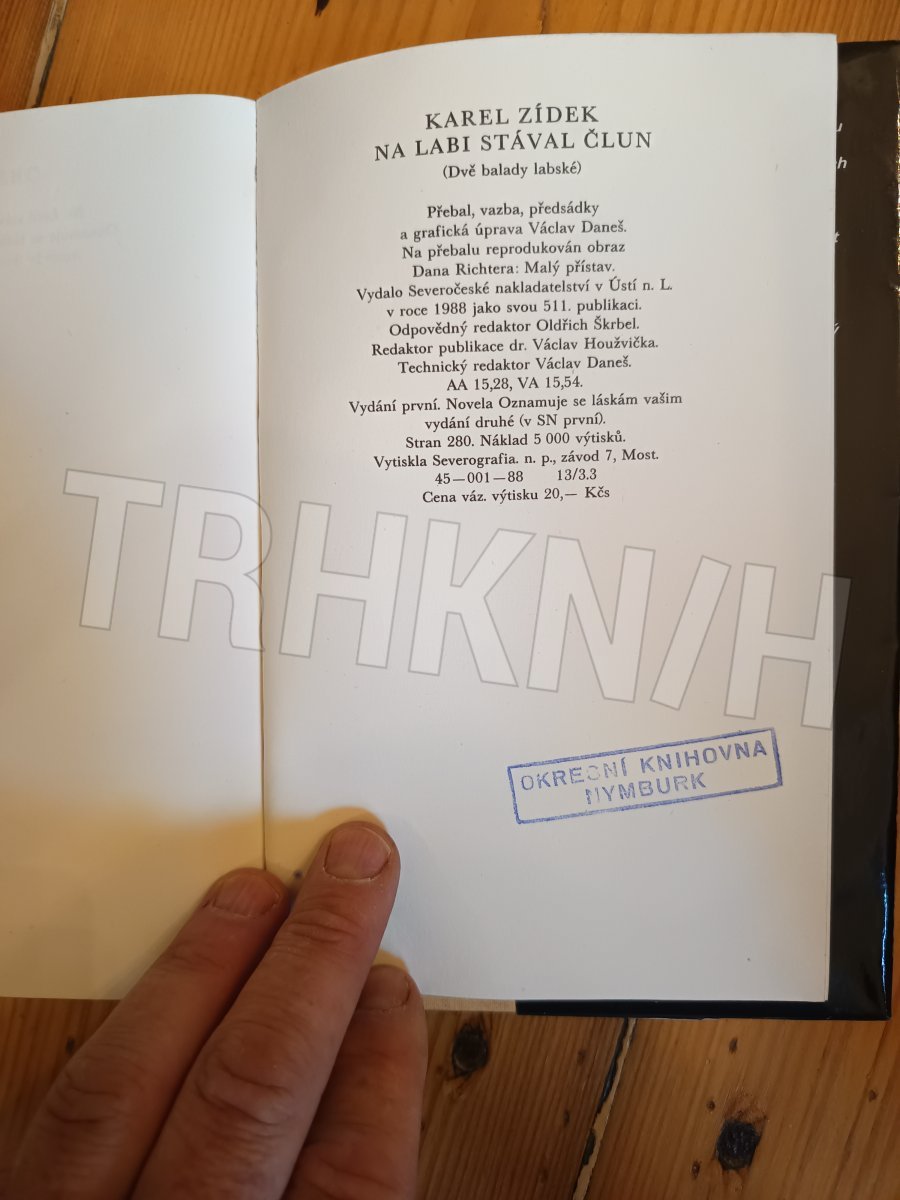 KAREL ZÍDEK
NA LABI STÁVAL ČLUN
(Dvě balady labské)
Přebal, vazba, předsádky
a grafická úprava Václav Daneš.
Na přebalu reprodukován obraz
Dana Richtera: Malý přístav.
Vydalo Severočeské nakladatelství v Ústí n. L.
v roce 1988 jako svou 511. publikaci.
Odpovědný redaktor Oldřich Škrbel.
Redaktor publikace dr. Václav Houžvička.
Technický redaktor Václav Daneš.
AA 15,28, VA 15,54.
Vydání první. Novela Oznamuje se láskám vašim
vydání druhé (v SN první).
Stran 280. Náklad 5 000 výtisků.
Vytiskla Severografia. n. p., závod 7, Most.
45—001—88 13/3.3
Cena váz. výtisku 20,— Kčs
TRHKN/H
OKRESNÍ KNIHOVNA
NYMBURK